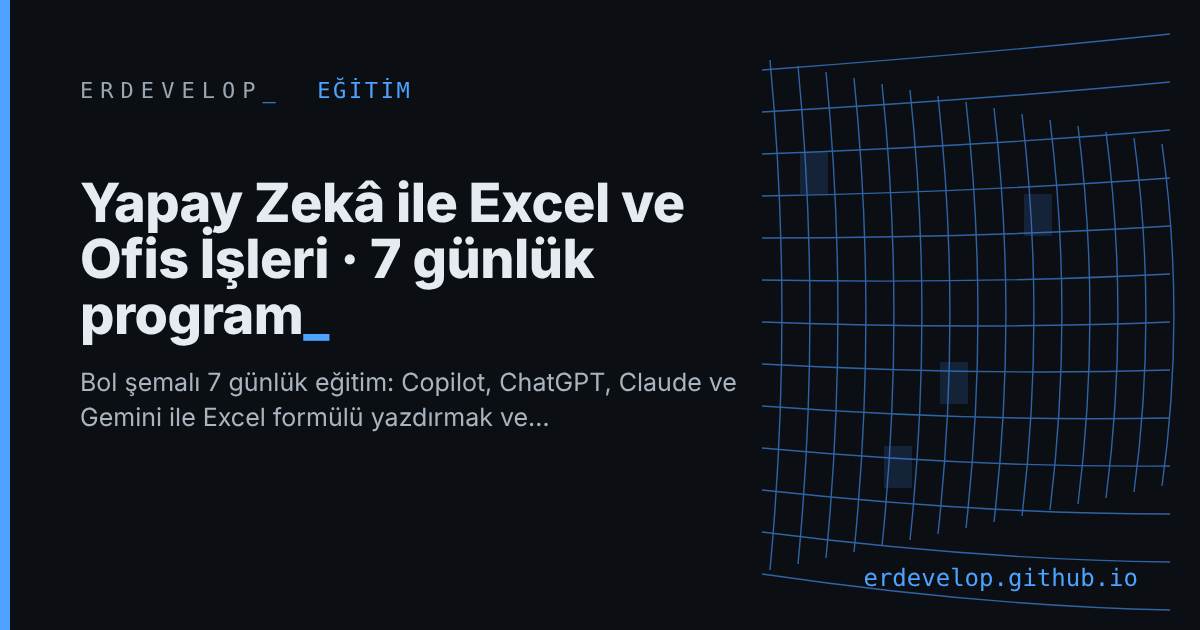 ERDEVELOP_ EĞİTİM
Yapay Zekâ ile Excel ve
Ofis İşleri · 7 günlük
program_
Bol şemalı 7 günlük eğitim: Copilot, ChatGPT, Claude ve
Gemini ile Excel formülü yazdırmak ve…
erdevelop.github.io